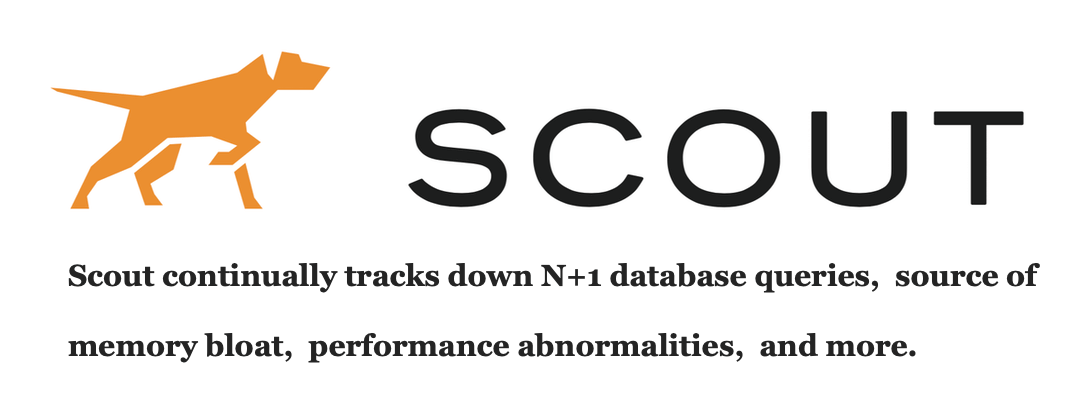 SCOUT
Scout continually tracks down N+1 database queries,  source of
memory bloat,  performance abnormalities,  and more.